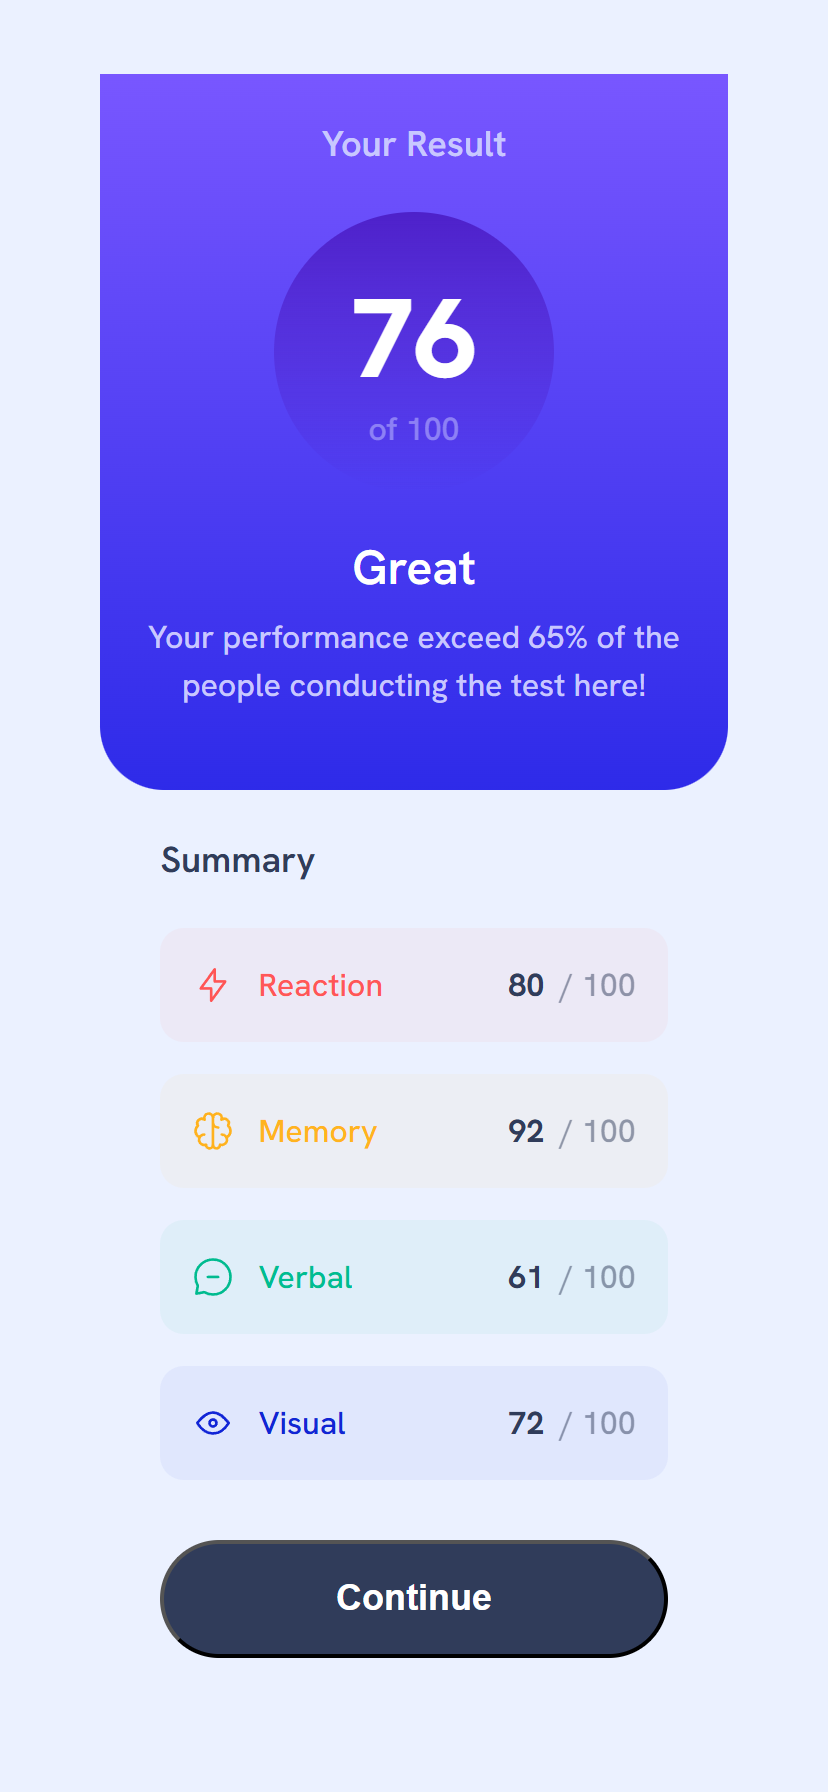 Your Result
76
of 100
Great
Your performance exceed 65% of the
people conducting the test here!
Summary
Reaction 80 / 100
Memory 92 / 100
Verbal 61 / 100
Visual 72 / 100
Continue